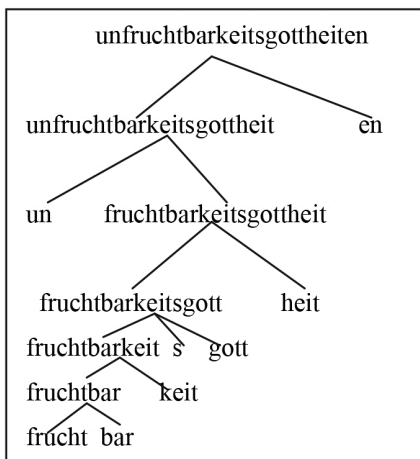 unfruchtbarkeitsgottheiten
unfruchtbarkeitsgottheit en
un fruchtbarkeitsgottheit
fruchtbarkeitsgott heit
fruchtbarkeit s gott
fruchtbar keit
frucht bar